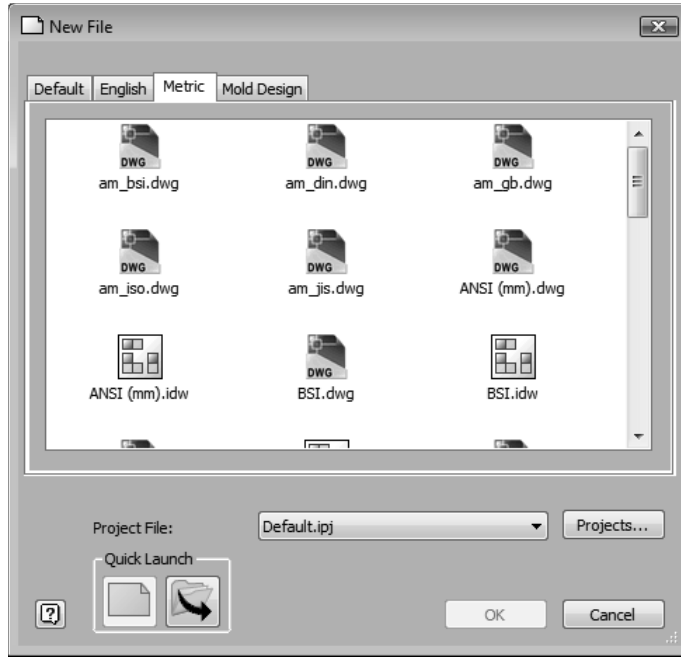 New File
Default English Metric Mold Design
DWG DWG DWG
am_bsi.dwg am_din.dwg am_gb.dwg
DWG DWG DWG
am_iso.dwg am_jis.dwg ANSI (mm).dwg
DWG
ANSI (mm).idw BSI.dwg BSI.idw
Project File: Default.ipj Projects...
Quick Launch
? OK Cancel